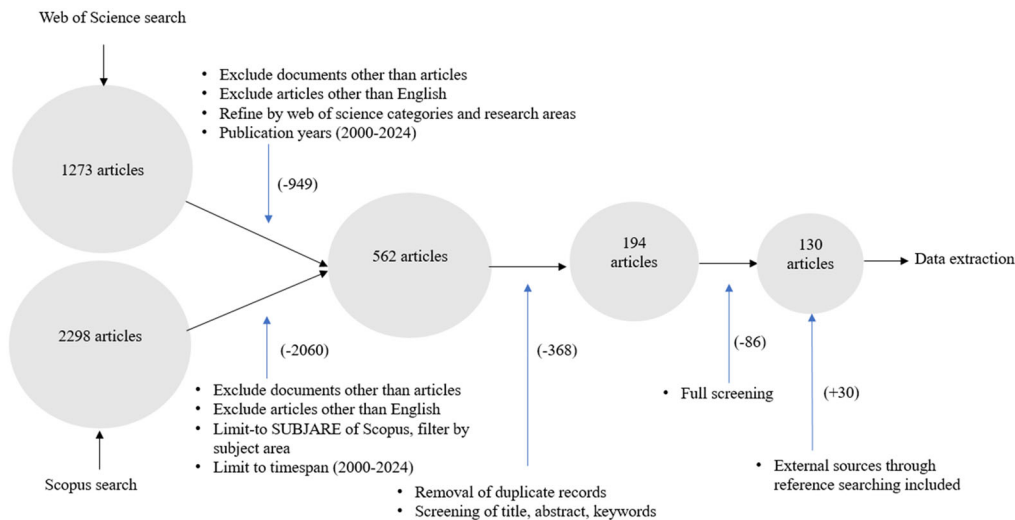 Web of Science search
• Exclude documents other than articles
• Exclude articles other than English
• Refine by web of science categories and research areas
• Publication years (2000-2024)
1273 articles
(-949)
562 articles
194
articles
130
articles
Data extraction
2298 articles
(-2060)
(-368)
(-86)
(+30)
• Exclude documents other than articles
• Exclude articles other than English
• Limit-to SUBJARE of Scopus, filter by
subject area
• Limit to timespan (2000-2024)
• Full screening
Scopus search
• Removal of duplicate records
• Screening of title, abstract, keywords
• External sources through
reference searching included